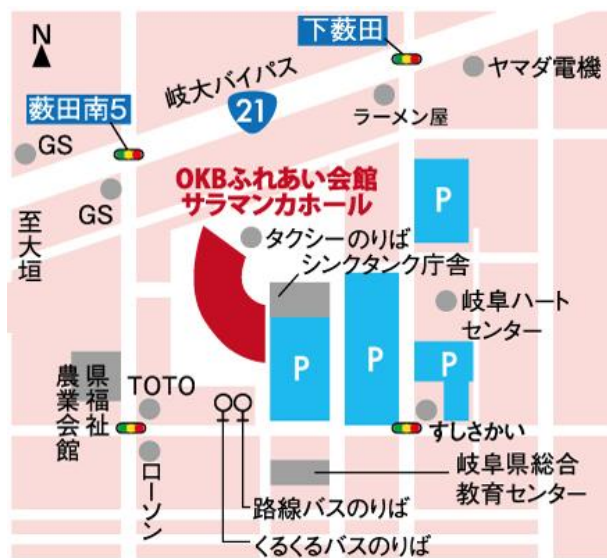 N
下薮田
ヤマダ電機
岐大バイパス
21
ラーメン屋
薮田南5
GS
GS
至大垣
OKBふれあい会館
サラマンカホール
タクシーのりば
シンクタンク庁舎
P
P
P
P
岐阜ハート
センター
県福祉
農業会館
TOTO
ローソン
すしさかい
岐阜県総合
教育センター
路線バスのりば
くるくるバスのりば